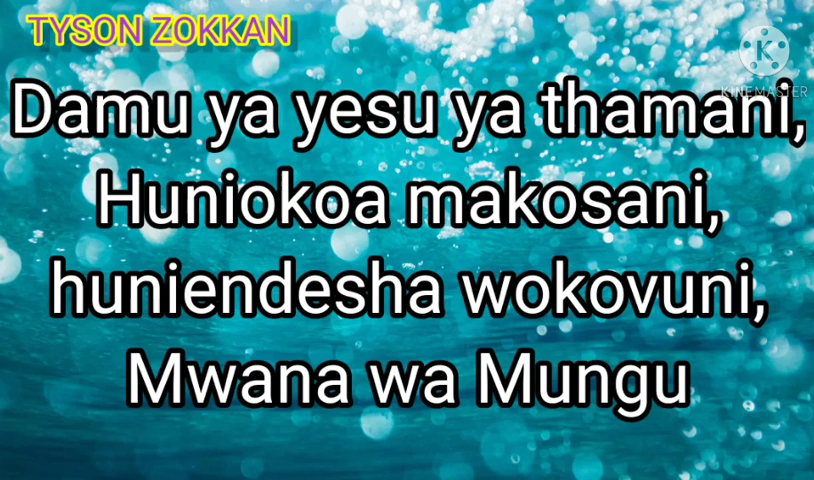 TYSON ZOKKAN
KINEMASTER
Damu ya yesu ya thamani,
Huniokoa makosani,
huniendesha wokovuni,
Mwana wa Mungu